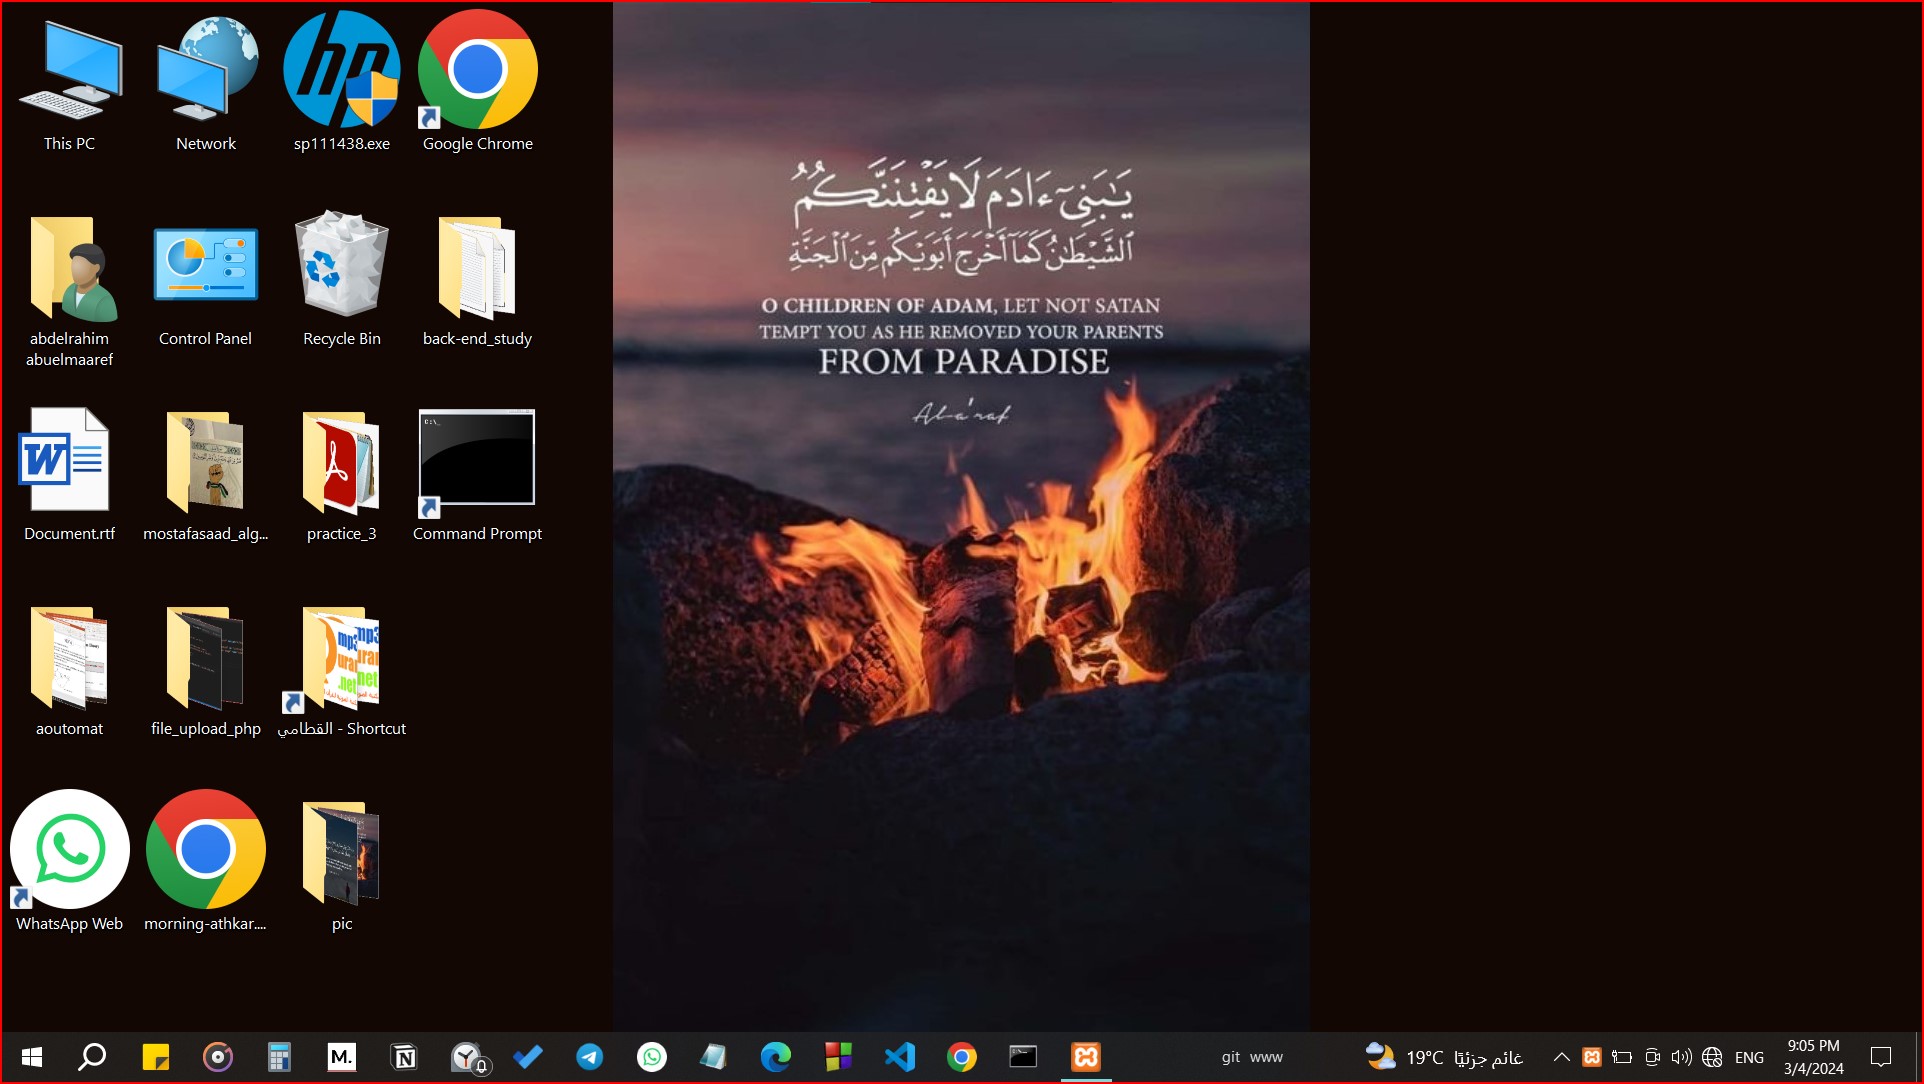 This PC
Network
sp111438.exe
Google Chrome
abdelrahim
abuelmaaref
Control Panel
Recycle Bin
back-end_study
Document.rtf
mostafasaad_alg...
practice_3
Command Prompt
aoutomat
file_upload_php
القطامي - Shortcut
WhatsApp Web
morning-athkar....
pic
يَـٰبَنِىٓ ءَادَمَ لَا يَفْتِنَنَّكُمُ
ٱلشَّيْطَـٰنُ كَمَآ أَخْرَجَ أَبَوَيْكُم مِّنَ ٱلْجَنَّةِ
O CHILDREN OF ADAM, LET NOT SATAN
TEMPT YOU AS HE REMOVED YOUR PARENTS
FROM PARADISE
Al-a'raf
git www
19°C غائم جزئيًا
ENG
9:05 PM
3/4/2024